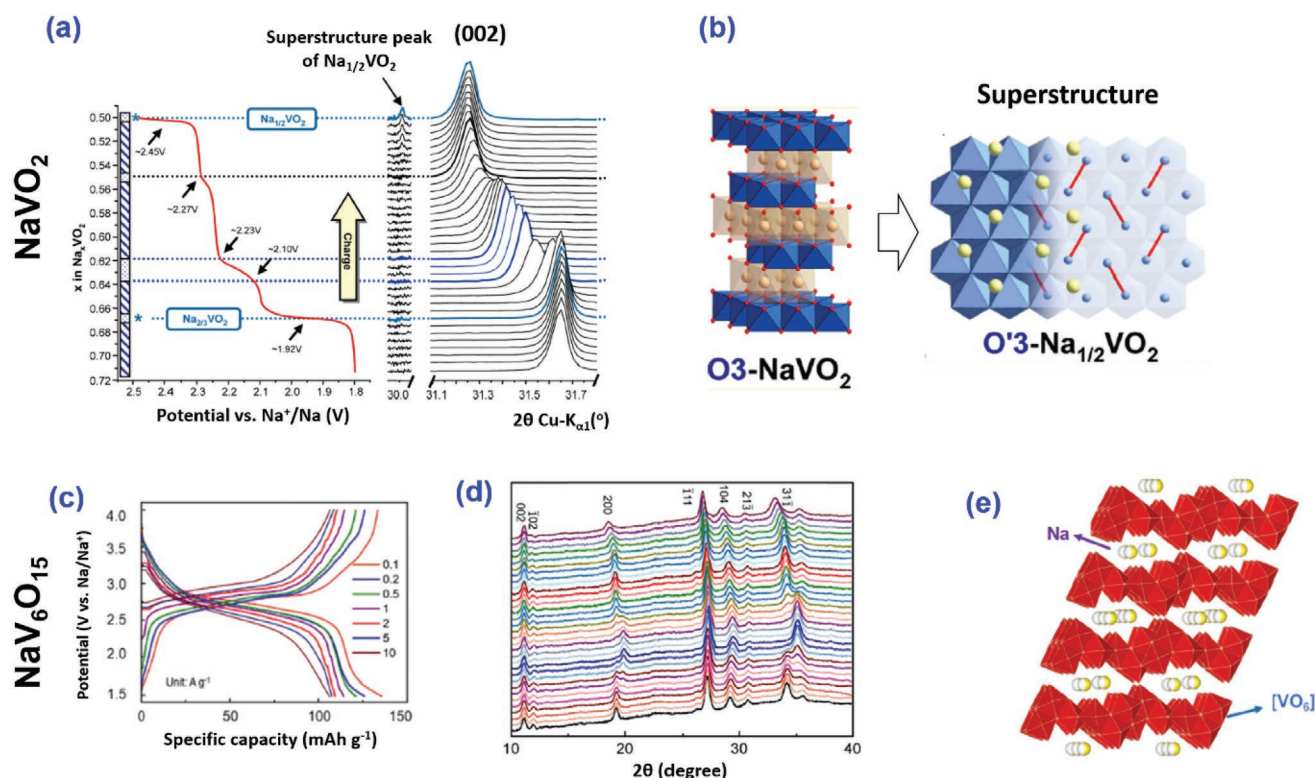 NaVO₂
(a)
Superstructure peak
of Na₁/₂VO₂
(002)
x in NaₓVO₂
0.50
0.52
0.54
0.56
0.58
0.60
0.62
0.64
0.66
0.68
0.70
0.72
*
Na₁/₂VO₂
~2.45V
~2.27V
~2.23V
~2.10V
Charge
*
Na₂/₃VO₂
~1.92V
2.5 2.4 2.3 2.2 2.1 2.0 1.9 1.8
30.0
31.1 31.3 31.5 31.7
Potential vs. Na⁺/Na (V)
2θ Cu-Kα₁(°)
(b)
Superstructure
O3-NaVO₂
O'3-Na₁/₂VO₂
NaV₆O₁₅
(c)
Potential (V vs. Na/Na⁺)
4.0
3.5
3.0
2.5
2.0
1.5
0.1
0.2
0.5
1
2
5
10
Unit: Ag⁻¹
0 50 100 150
Specific capacity (mAh g⁻¹)
(d)
002
1̄02
200
1̄11
104
213̄
311̄
10 20 30 40
2θ (degree)
(e)
Na
[VO₆]